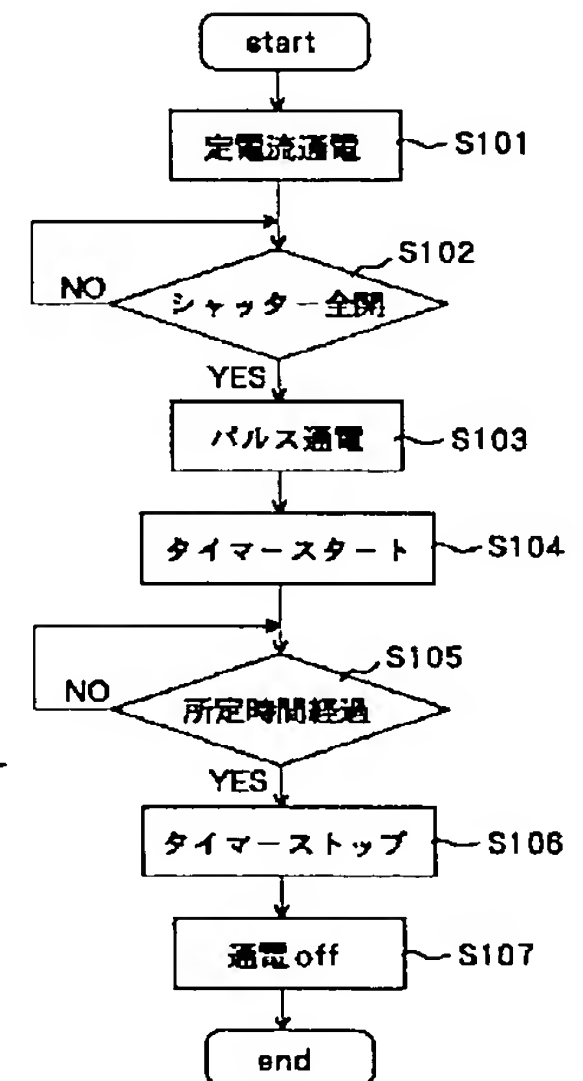 start
定電流通電
S101
S102
シャッター全開
NO
YES
パルス通電
S103
タイマースタート
S104
S105
所定時間経過
NO
YES
タイマーストップ
S106
通電off
S107
end